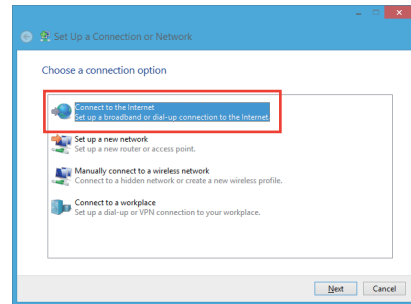 Set Up a Connection or Network
Choose a connection option
Connect to the Internet
Set up a broadband or dial-up connection to the Internet.
Set up a new network
Set up a new router or access point.
Manually connect to a wireless network
Connect to a hidden network or create a new wireless profile.
Connect to a workplace
Set up a dial-up or VPN connection to your workplace.
Next Cancel